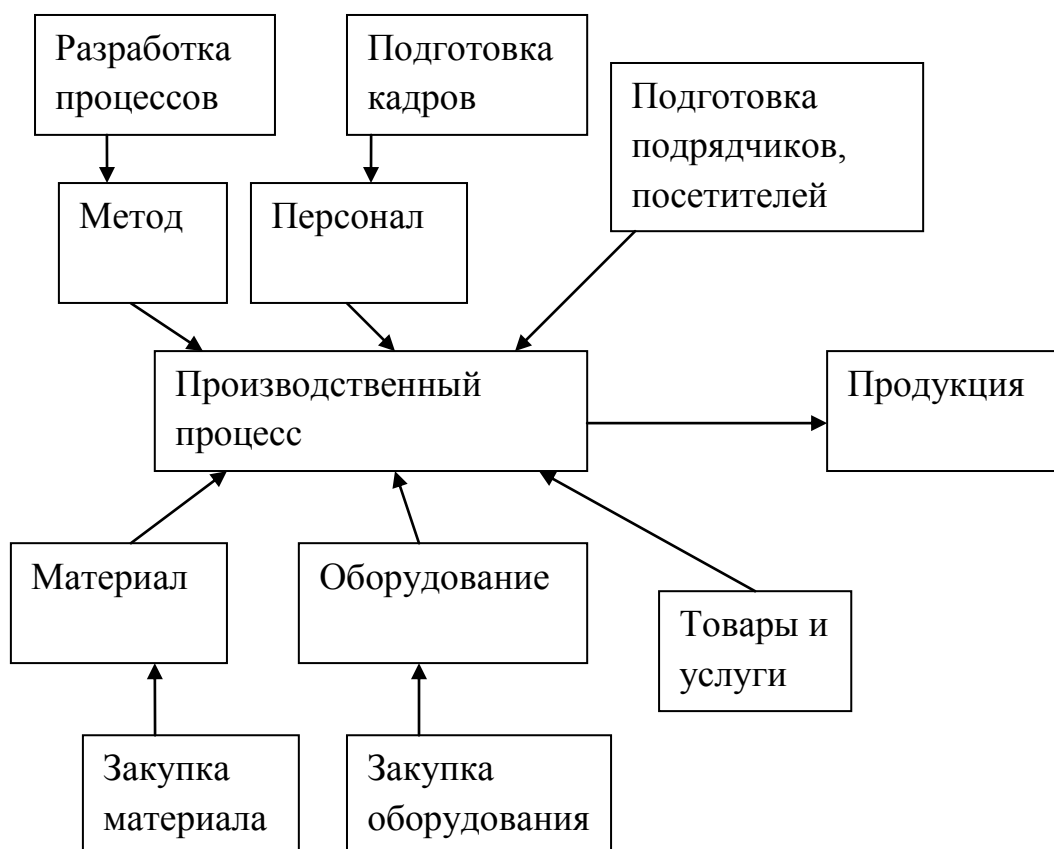 Разработка
процессов
Подготовка
кадров
Подготовка
подрядчиков,
посетителей
Метод
Персонал
Производственный
процесс
Продукция
Материал
Оборудование
Товары и
услуги
Закупка
материала
Закупка
оборудования